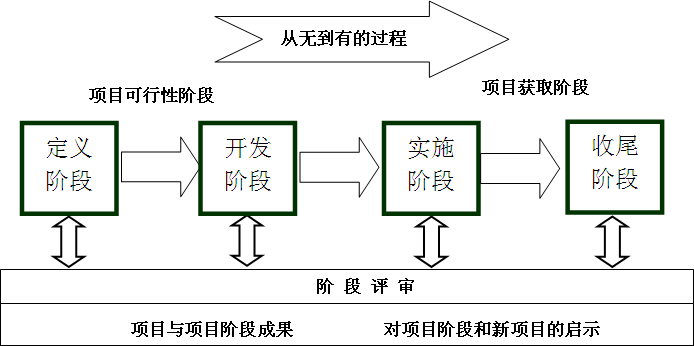 从无到有的过程
项目可行性阶段
项目获取阶段
定义
阶段
开发
阶段
实施
阶段
收尾
阶段
阶 段 评 审
项目与项目阶段成果
对项目阶段和新项目的启示